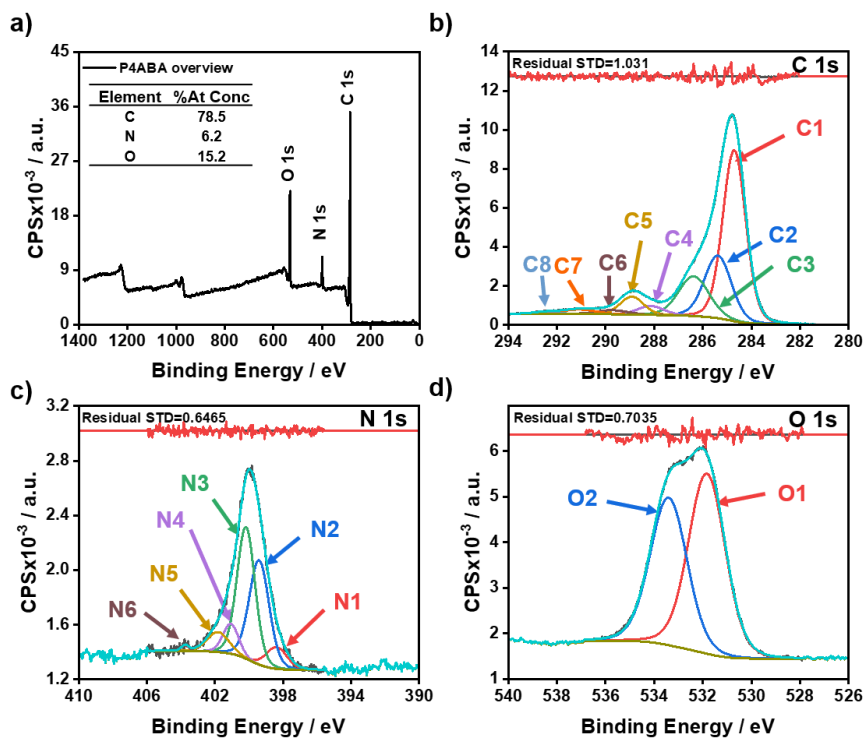 a)
P4ABA overview
Element %At Conc
C 78.5
N 6.2
O 15.2
O 1s
N 1s
C 1s
CPSx10-3 / a.u.
45
36
27
18
9
0
1400 1200 1000 800 600 400 200 0
Binding Energy / eV
b)
Residual STD=1.031
C 1s
C1
C2
C3
C4
C5
C6
C7
C8
CPSx10-3 / a.u.
14
12
10
8
6
4
2
0
294 292 290 288 286 284 282 280
Binding Energy / eV
c)
Residual STD=0.6465
N 1s
N3
N4
N2
N5
N1
N6
CPSx10-3 / a.u.
3.2
2.8
2.4
2.0
1.6
1.2
410 406 402 398 394 390
Binding Energy / eV
d)
Residual STD=0.7035
O 1s
O2
O1
CPSx10-3 / a.u.
6
5
4
3
2
1
540 538 536 534 532 530 528 526
Binding Energy / eV